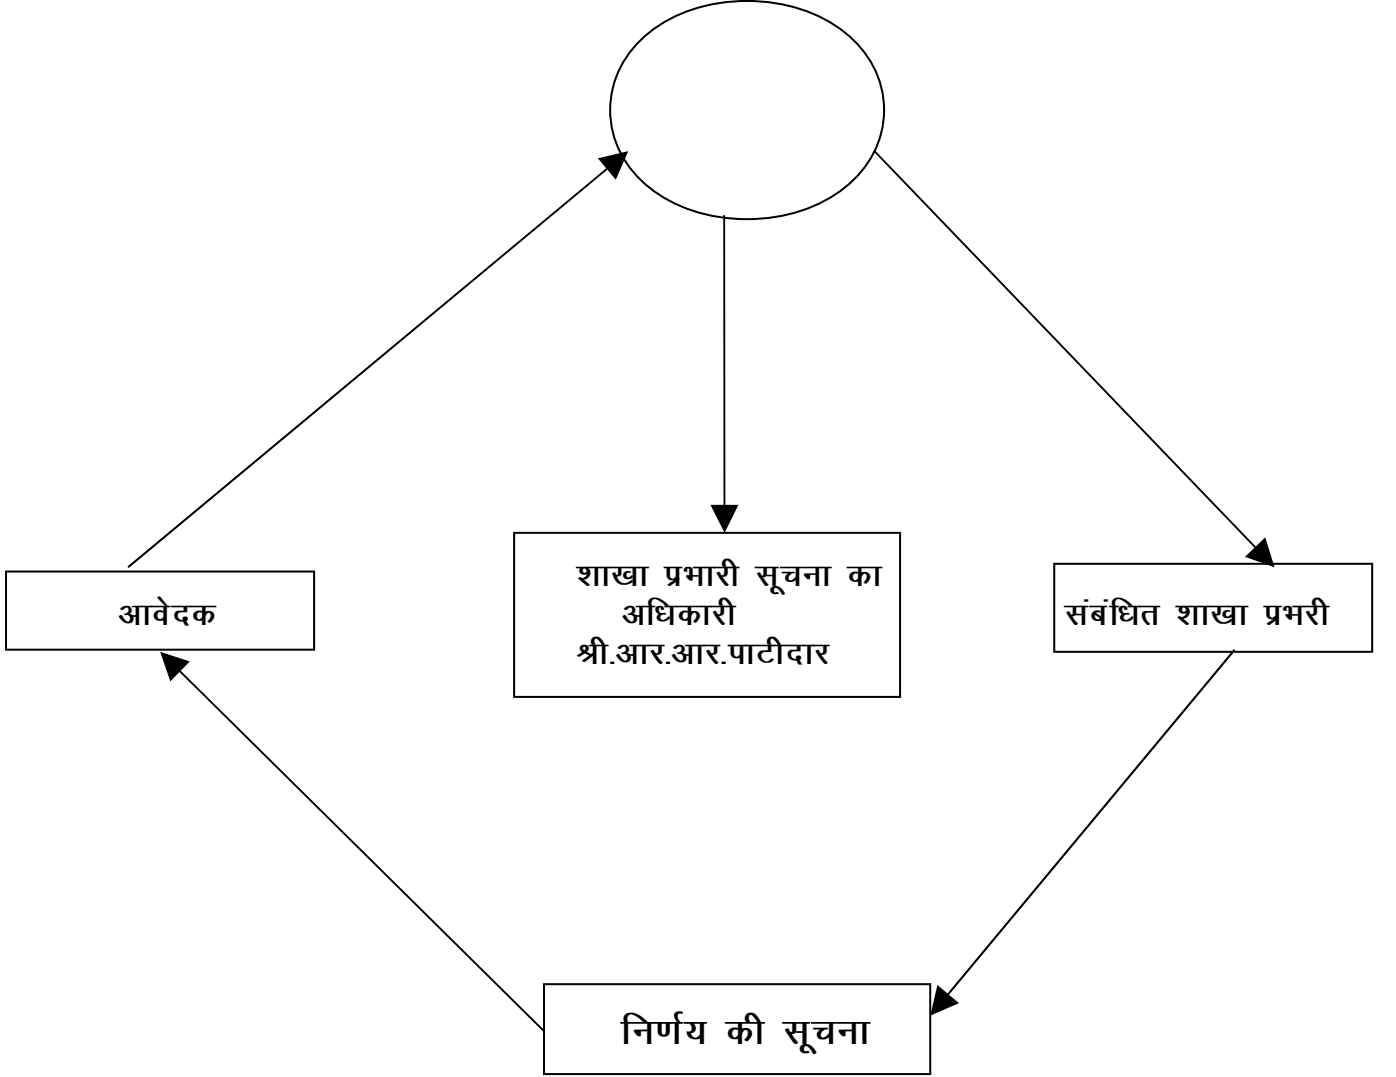 शाखा प्रभारी सूचना का
अधिकारी
श्री.आर.आर.पाटीदार
आवेदक
संबंधित शाखा प्रभरी
निर्णय की सूचना